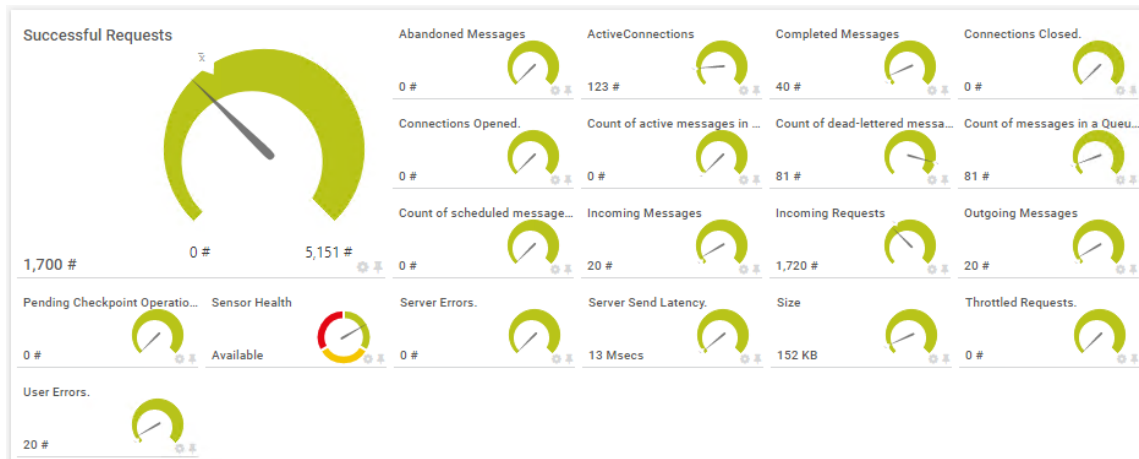 Successful Requests
x̄
0 #
5,151 #
1,700 #
Abandoned Messages
0 #
ActiveConnections
123 #
Completed Messages
40 #
Connections Closed.
0 #
Connections Opened.
0 #
Count of active messages in ...
0 #
Count of dead-lettered messa...
81 #
Count of messages in a Queu...
81 #
Count of scheduled message...
0 #
Incoming Messages
20 #
Incoming Requests
1,720 #
Outgoing Messages
20 #
Pending Checkpoint Operatio...
0 #
Sensor Health
Available
Server Errors.
0 #
Server Send Latency.
13 Msecs
Size
152 KB
Throttled Requests.
0 #
User Errors.
20 #